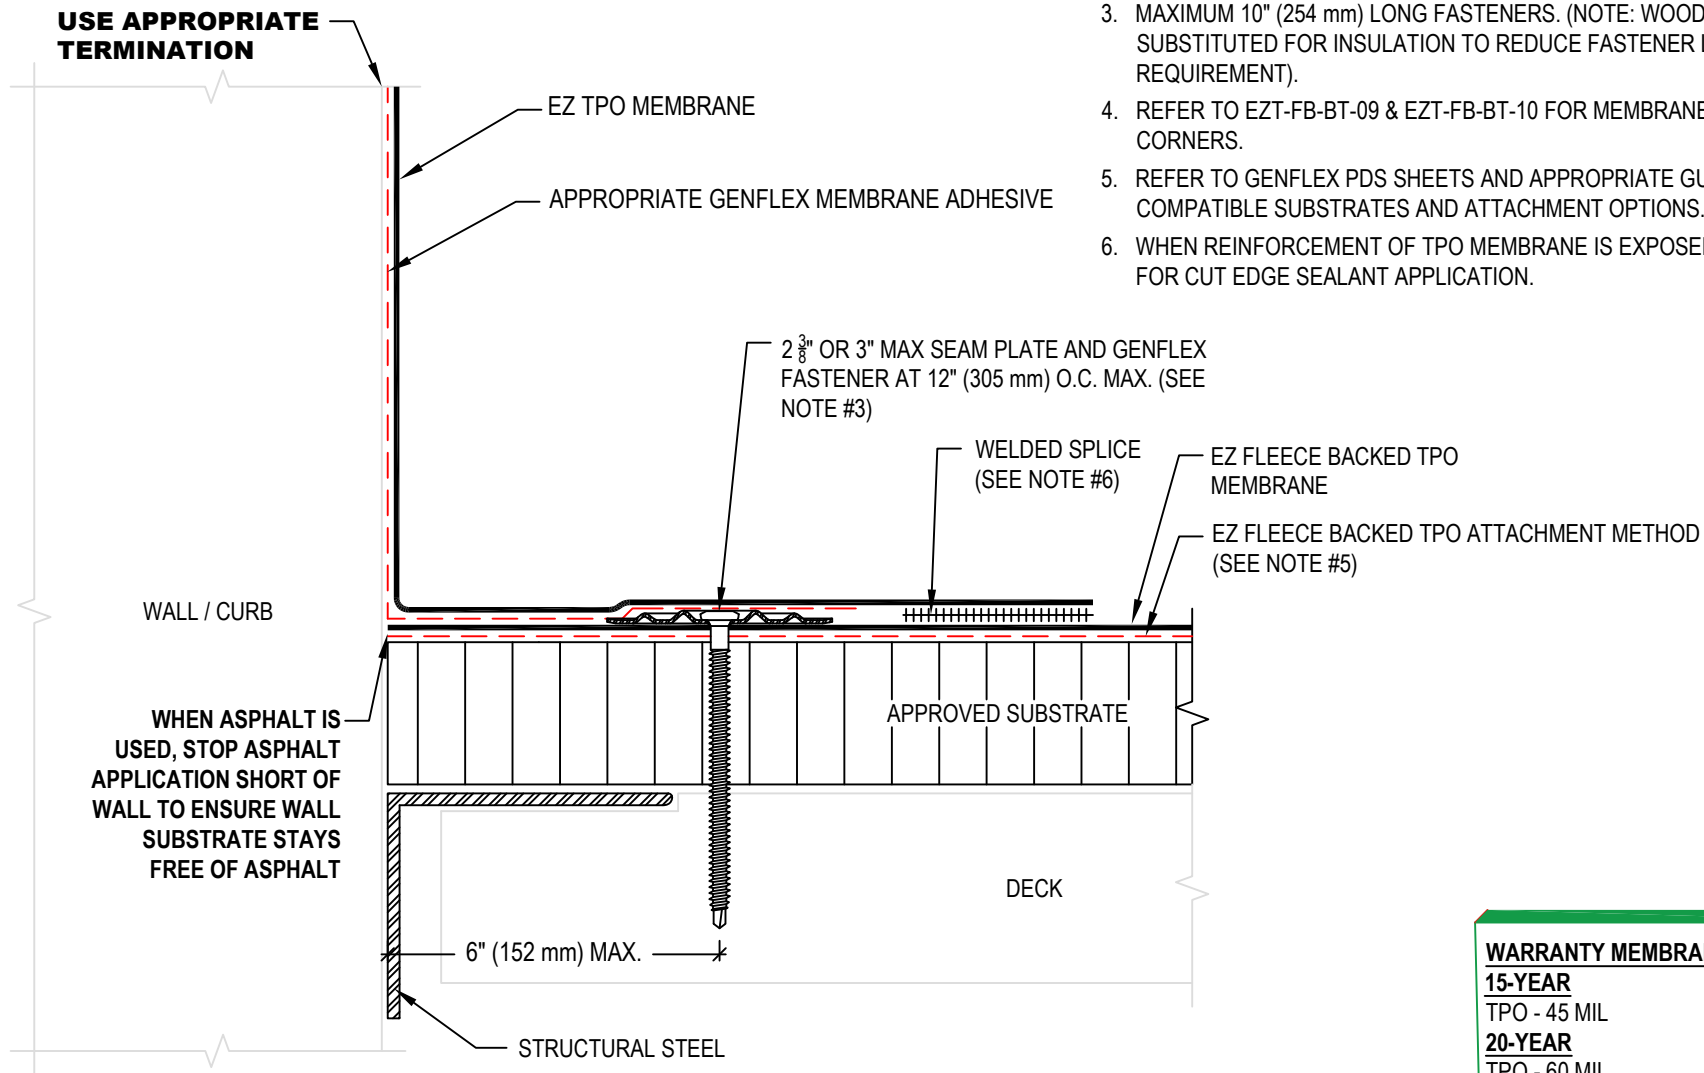 USE APPROPRIATE
TERMINATION
3. MAXIMUM 10" (254 mm) LONG FASTENERS. (NOTE: WOOD
SUBSTITUTED FOR INSULATION TO REDUCE FASTENER
REQUIREMENT).
4. REFER TO EZT-FB-BT-09 & EZT-FB-BT-10 FOR MEMBRANE
CORNERS.
5. REFER TO GENFLEX PDS SHEETS AND APPROPRIATE
COMPATIBLE SUBSTRATES AND ATTACHMENT OPTIONS.
6. WHEN REINFORCEMENT OF TPO MEMBRANE IS
FOR CUT EDGE SEALANT APPLICATION.
EZ TPO MEMBRANE
APPROPRIATE GENFLEX MEMBRANE ADHESIVE
2 3/8" OR 3" MAX SEAM PLATE AND GENFLEX
FASTENER AT 12" (305 mm) O.C. MAX. (SEE
NOTE #3)
WELDED SPLICE
(SEE NOTE #6)
EZ FLEECE BACKED TPO
MEMBRANE
EZ FLEECE BACKED TPO ATTACHMENT METHOD
(SEE NOTE #5)
WALL / CURB
WHEN ASPHALT IS
USED, STOP ASPHALT
APPLICATION SHORT OF
WALL TO ENSURE WALL
SUBSTRATE STAYS
FREE OF ASPHALT
APPROVED SUBSTRATE
DECK
6" (152 mm) MAX.
STRUCTURAL STEEL
WARRANTY
15-YEAR
TPO - 45 MIL
20-YEAR
TPO - 60 MIL